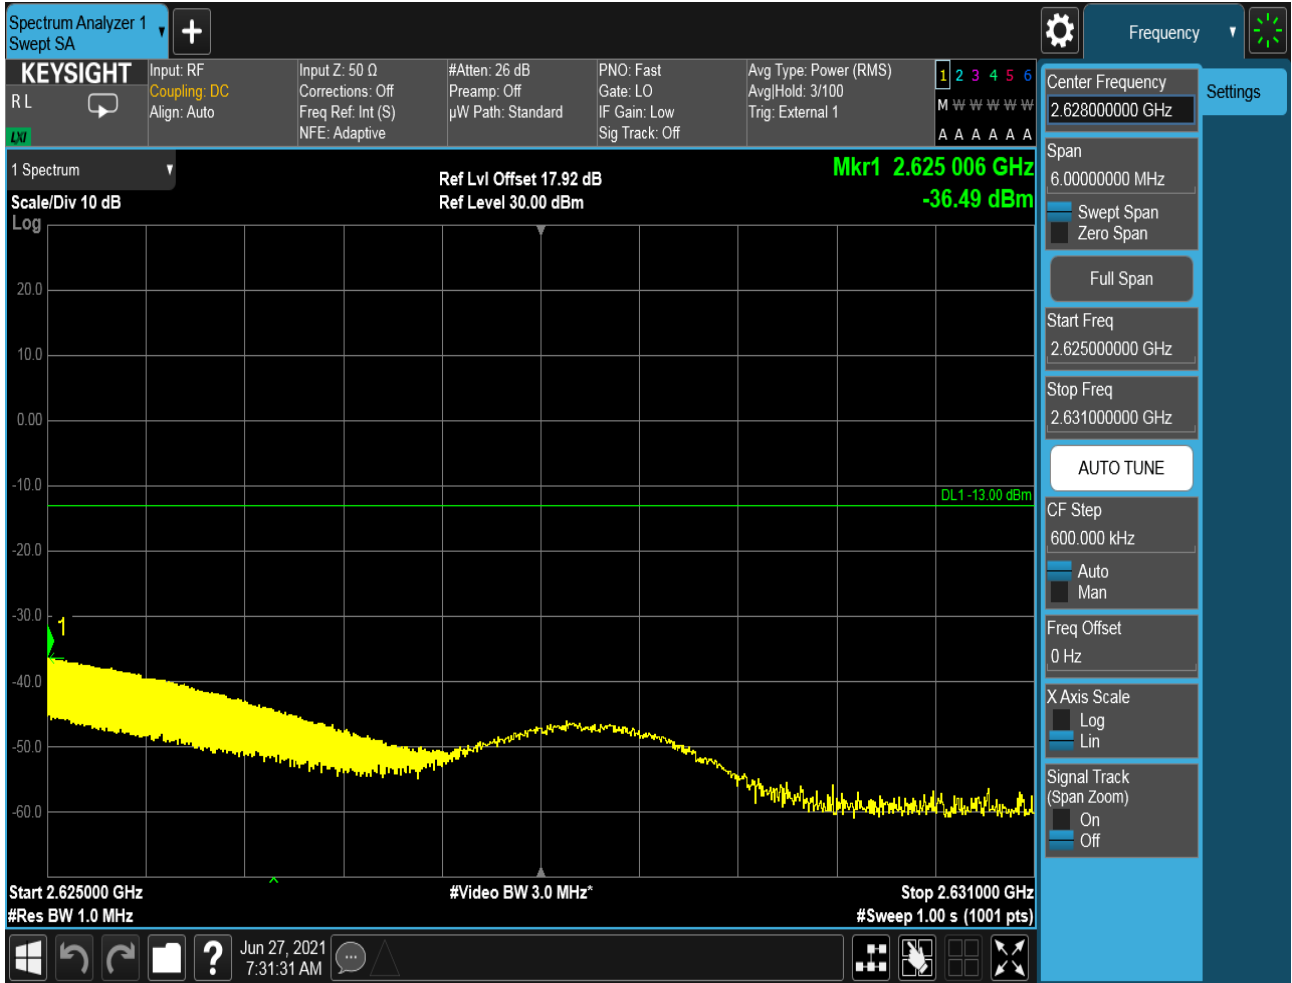 Spectrum Analyzer 1
Swept SA
Frequency
KEYSIGHT
R L
LXI
Input: RF
Coupling: DC
Align: Auto
Input Z: 50 Ω
Corrections: Off
Freq Ref: Int (S)
NFE: Adaptive
#Atten: 26 dB
Preamp: Off
µW Path: Standard
PNO: Fast
Gate: LO
IF Gain: Low
Sig Track: Off
Avg Type: Power (RMS)
Avg|Hold: 3/100
Trig: External 1
1 2 3 4 5 6
M W W W W W
A A A A A A
Center Frequency
2.628000000 GHz
Settings
Span
6.00000000 MHz
Swept Span
Zero Span
Full Span
Start Freq
2.625000000 GHz
Stop Freq
2.631000000 GHz
AUTO TUNE
CF Step
600.000 kHz
Auto
Man
Freq Offset
0 Hz
X Axis Scale
Log
Lin
Signal Track
(Span Zoom)
On
Off
1 Spectrum
Scale/Div 10 dB
Log
Ref Lvl Offset 17.92 dB
Ref Level 30.00 dBm
Mkr1 2.625 006 GHz
-36.49 dBm
20.0
10.0
0.00
-10.0
DL1 -13.00 dBm
-20.0
-30.0
1
-40.0
-50.0
-60.0
Start 2.625000 GHz
#Video BW 3.0 MHz*
Stop 2.631000 GHz
#Res BW 1.0 MHz
#Sweep 1.00 s (1001 pts)
?
Jun 27, 2021
7:31:31 AM